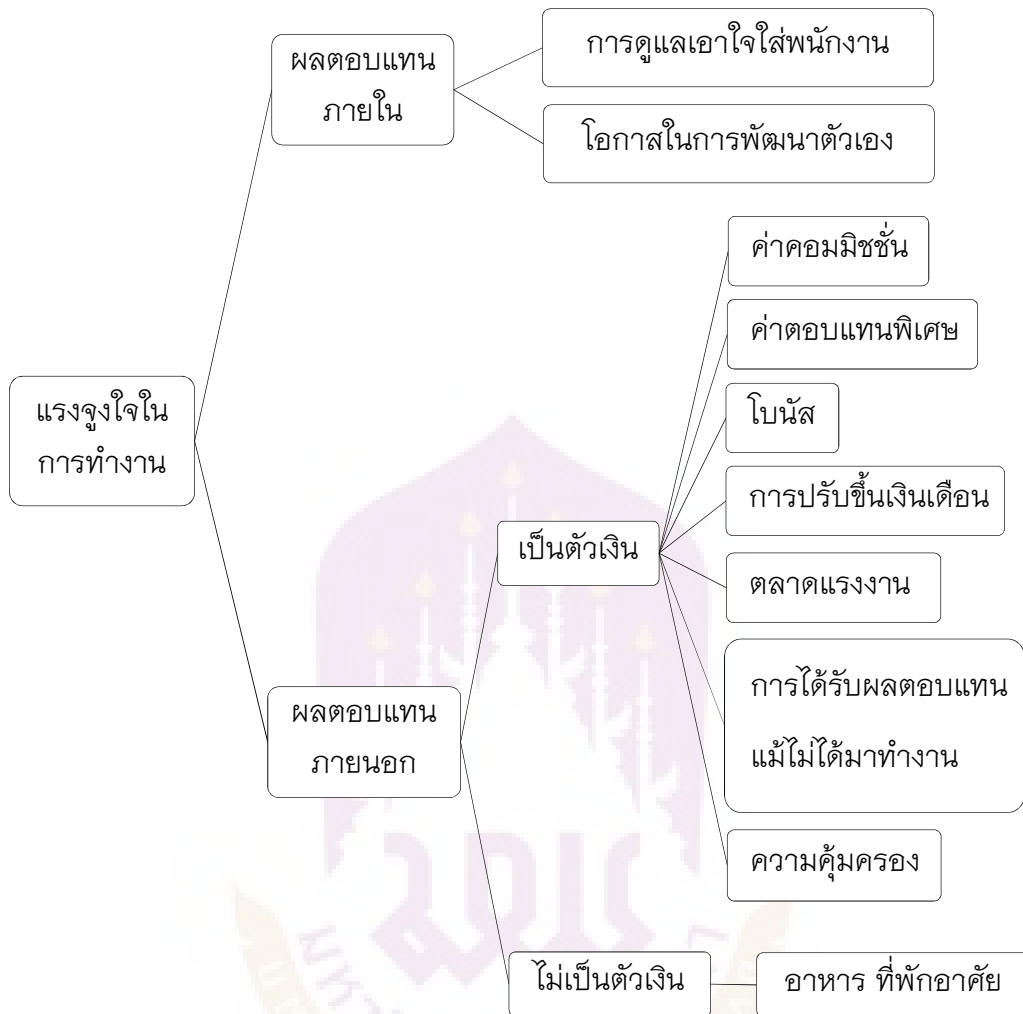 ผลตอบแทน
ภายใน
การดูแลเอาใจใส่พนักงาน
โอกาสในการพัฒนาตัวเอง
ค่าคอมมิชชั่น
ค่าตอบแทนพิเศษ
แรงจูงใจใน
การทำงาน
โบนัส
การปรับขึ้นเงินเดือน
เป็นตัวเงิน
ตลาดแรงงาน
ผลตอบแทน
ภายนอก
การได้รับผลตอบแทน
แม้ไม่ได้มาทำงาน
ความคุ้มครอง
ไม่เป็นตัวเงิน
อาหาร ที่พักอาศัย